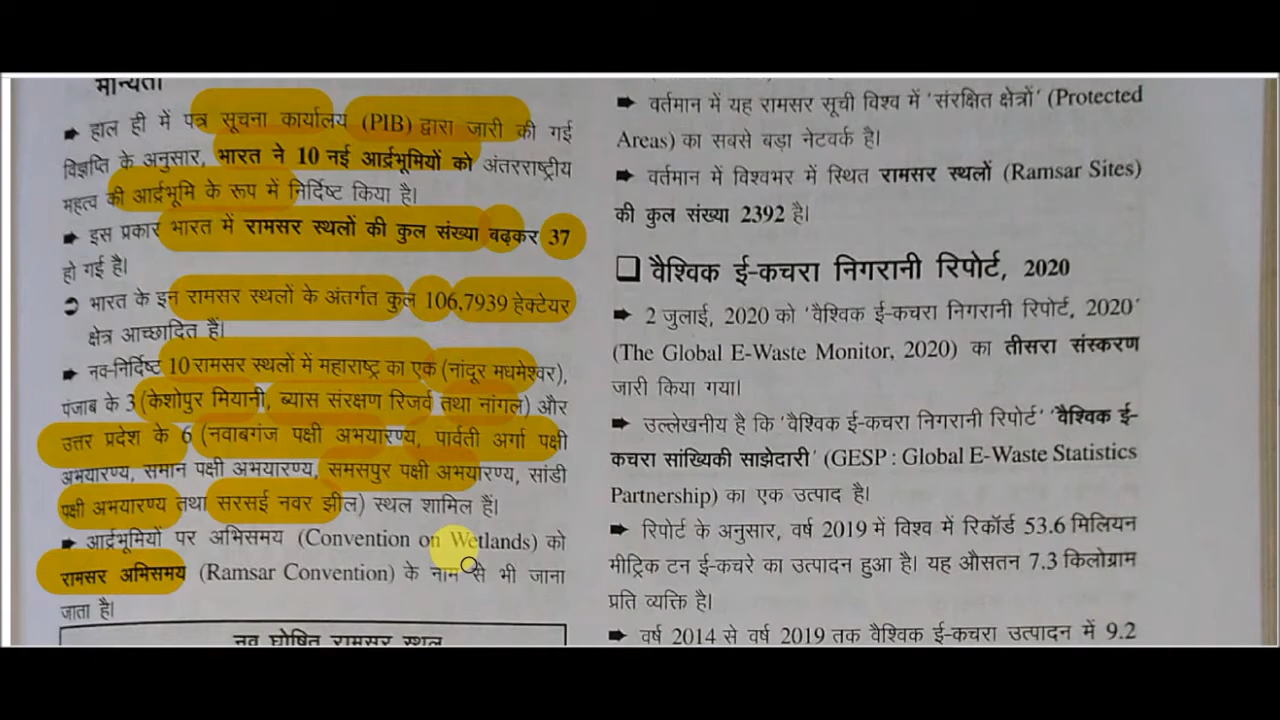 मान्यता
➡ हाल ही में पत्र सूचना कार्यालय (PIB) द्वारा जारी की गई
विज्ञप्ति के अनुसार, भारत ने 10 नई आर्द्रभूमियों को अंतरराष्ट्रीय
महत्व की आर्द्रभूमि के रूप में निर्दिष्ट किया है।
➡ इस प्रकार भारत में रामसर स्थलों की कुल संख्या बढ़कर 37
हो गई है।
➲ भारत के इन रामसर स्थलों के अंतर्गत कुल 106,7939 हेक्टेयर
क्षेत्र आच्छादित हैं।
➡ नव-निर्दिष्ट 10 रामसर स्थलों में महाराष्ट्र का एक (नांदूर मधमेश्वर),
पंजाब के 3 (केशोपुर मियानी, ब्यास संरक्षण रिजर्व तथा नांगल) और
उत्तर प्रदेश के 6 (नवाबगंज पक्षी अभयारण्य, पार्वती अर्गा पक्षी
अभयारण्य, समान पक्षी अभयारण्य, समसपुर पक्षी अभयारण्य, सांडी
पक्षी अभयारण्य तथा सरसई नवर झील) स्थल शामिल हैं।
➡ आर्द्रभूमियों पर अभिसमय (Convention on Wetlands) को
रामसर अभिसमय (Ramsar Convention) के नाम से भी जाना
जाता है।
नव घोषित रामसर स्थल
➡ वर्तमान में यह रामसर सूची विश्व में 'संरक्षित क्षेत्रों' (Protected
Areas) का सबसे बड़ा नेटवर्क है।
➡ वर्तमान में विश्वभर में स्थित रामसर स्थलों (Ramsar Sites)
की कुल संख्या 2392 है।
❑ वैश्विक ई-कचरा निगरानी रिपोर्ट, 2020
➡ 2 जुलाई, 2020 को 'वैश्विक ई-कचरा निगरानी रिपोर्ट, 2020'
(The Global E-Waste Monitor, 2020) का तीसरा संस्करण
जारी किया गया।
➡ उल्लेखनीय है कि 'वैश्विक ई-कचरा निगरानी रिपोर्ट' 'वैश्विक ई-
कचरा सांख्यिकी साझेदारी' (GESP : Global E-Waste Statistics
Partnership) का एक उत्पाद है।
➡ रिपोर्ट के अनुसार, वर्ष 2019 में विश्व में रिकॉर्ड 53.6 मिलियन
मीट्रिक टन ई-कचरे का उत्पादन हुआ है। यह औसतन 7.3 किलोग्राम
प्रति व्यक्ति है।
➡ वर्ष 2014 से वर्ष 2019 तक वैश्विक ई-कचरा उत्पादन में 9.2